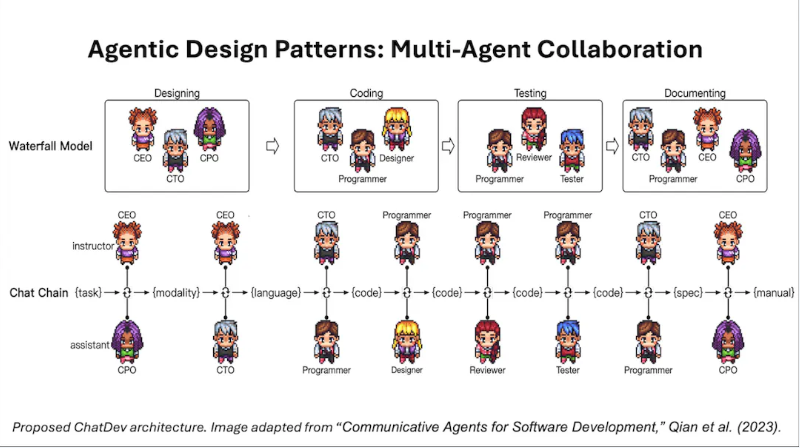 Agentic Design Patterns: Multi-Agent Collaboration
Designing Coding Testing Documenting
Waterfall Model
CEO CTO CPO
CTO Programmer Designer
Programmer Reviewer Tester
CTO Programmer CEO CPO
CEO CEO CTO Programmer Programmer Programmer CTO CEO
instructor
Chat Chain {task} {modality} {language} {code} {code} {code} {code} {spec} {manual}
assistant
CPO CTO Programmer Designer Reviewer Tester Programmer CPO
Proposed ChatDev architecture. Image adapted from “Communicative Agents for Software Development,” Qian et al. (2023).